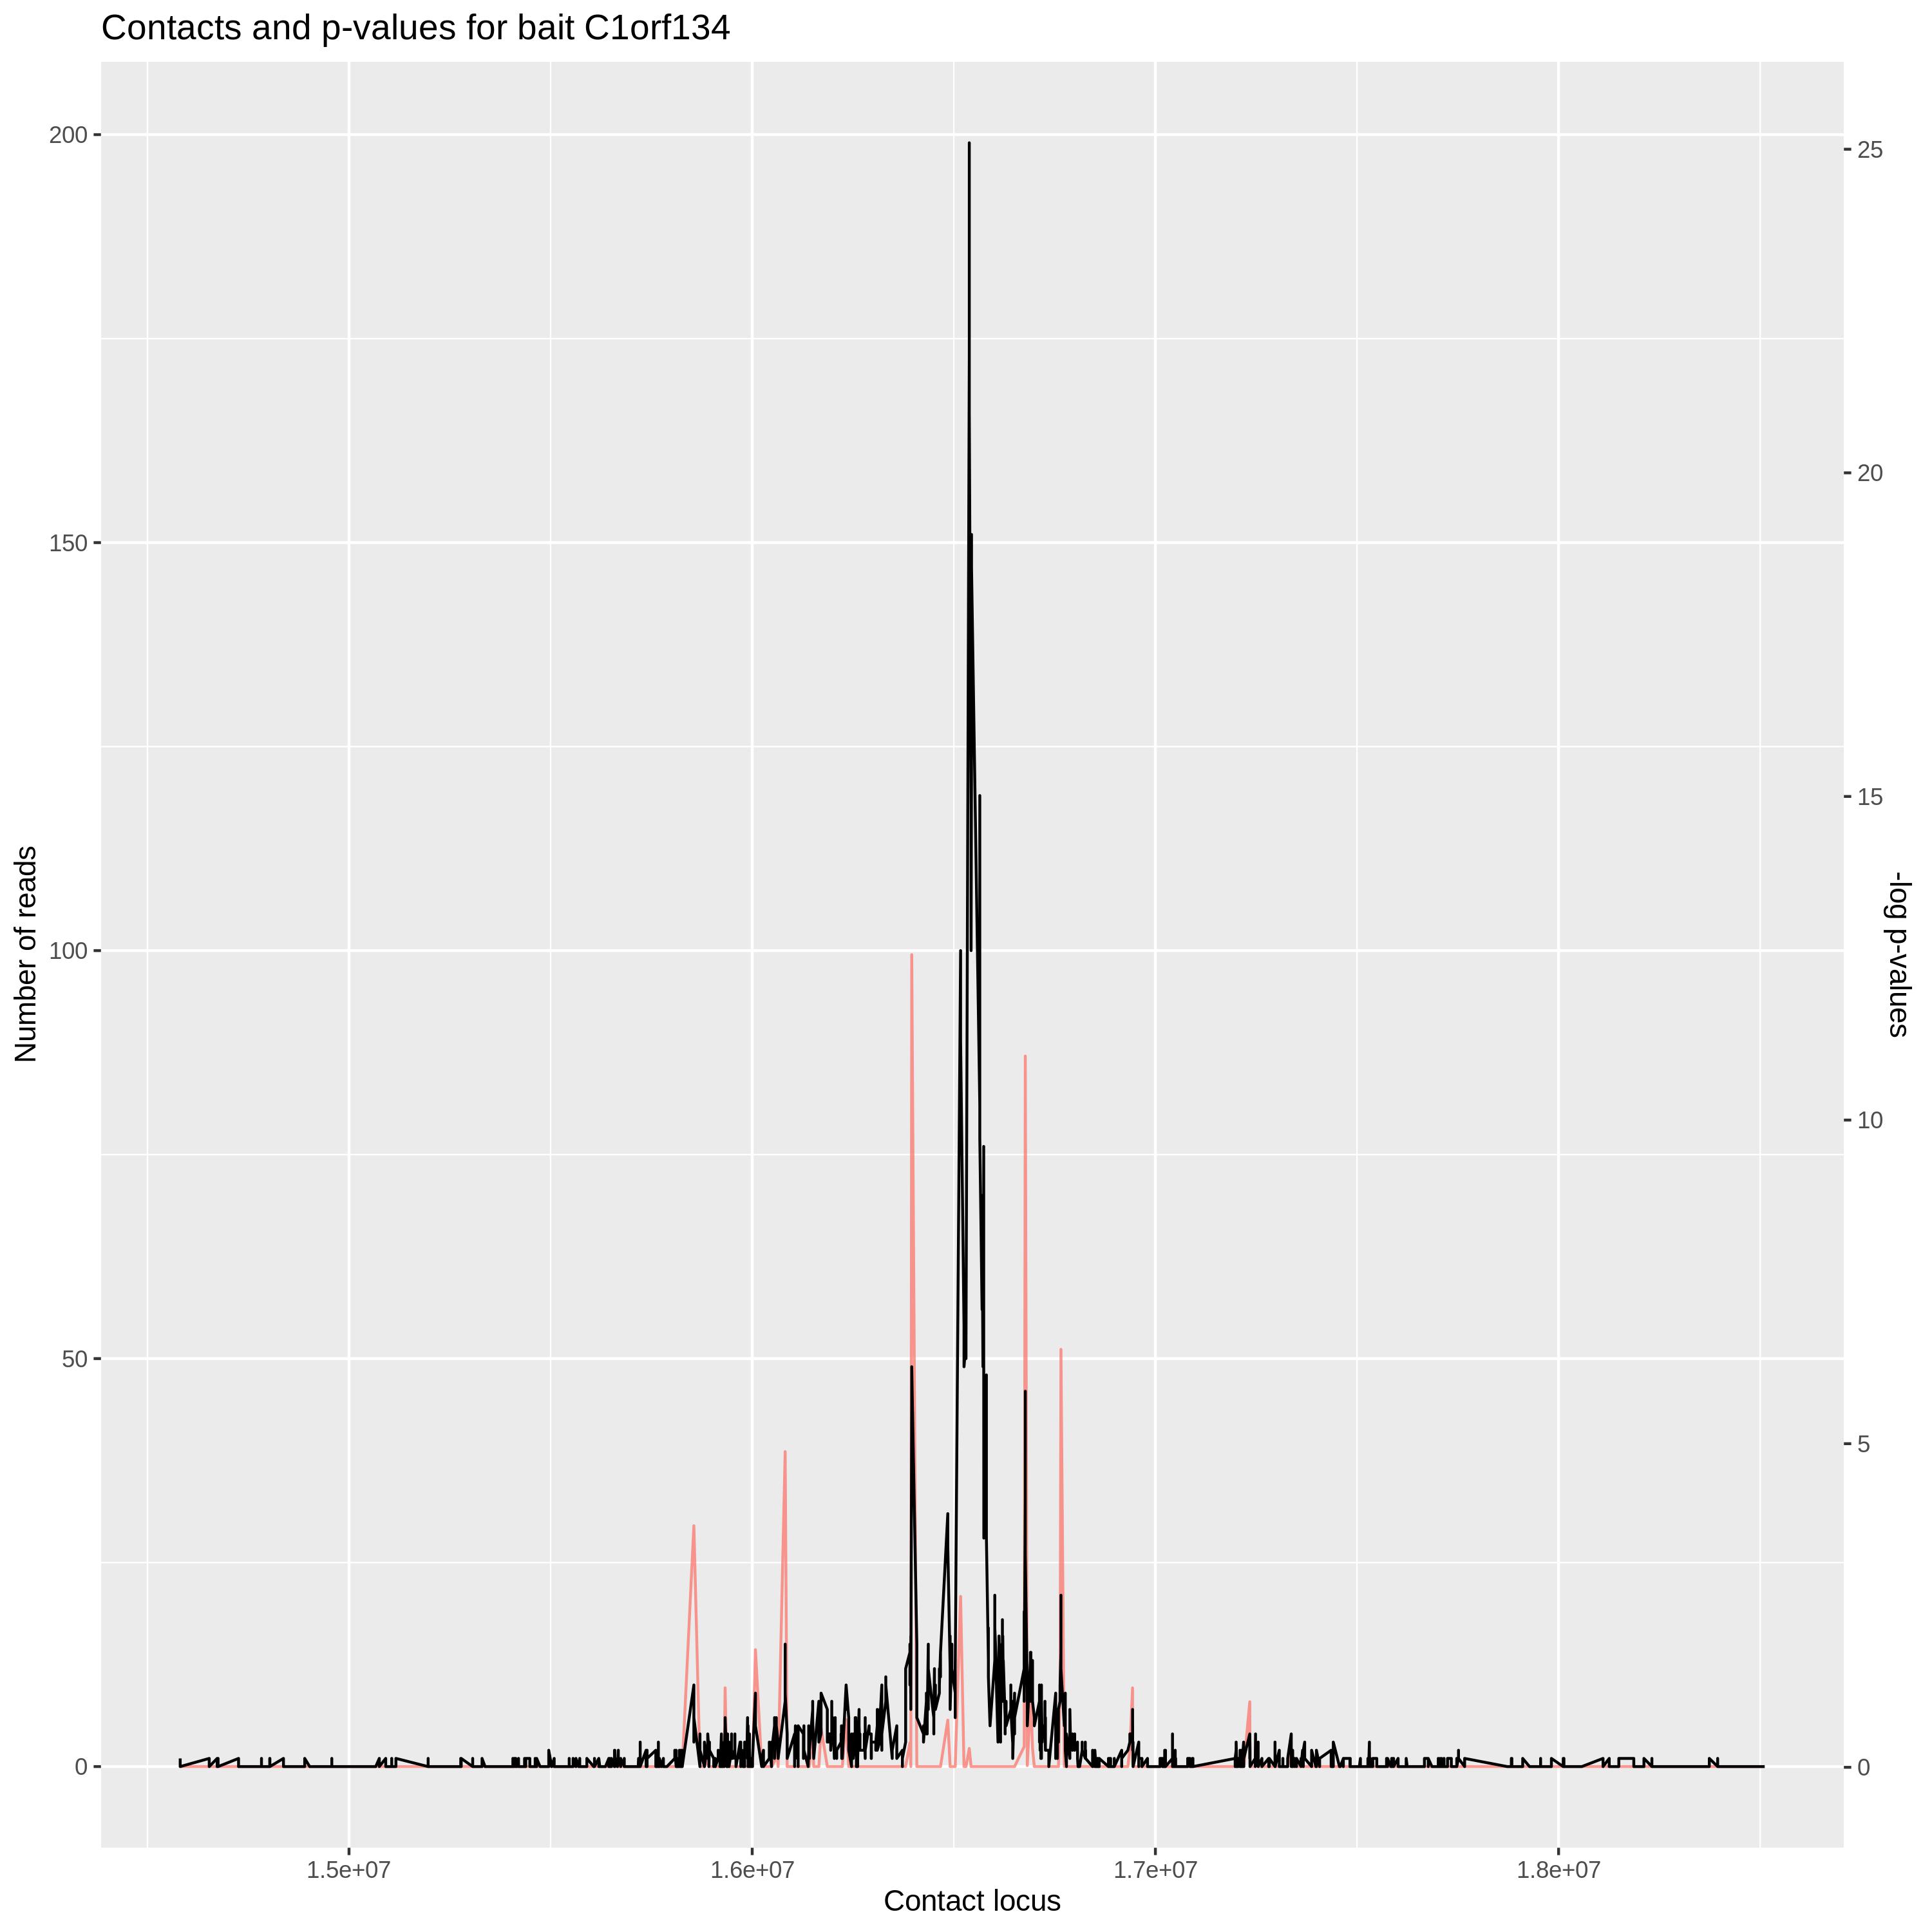 Contacts and p-values for bait C1orf134
200
150
100
50
0
25
20
15
10
5
0
Number of reads
-log p-values
1.5e+07
1.6e+07
1.7e+07
1.8e+07
Contact locus